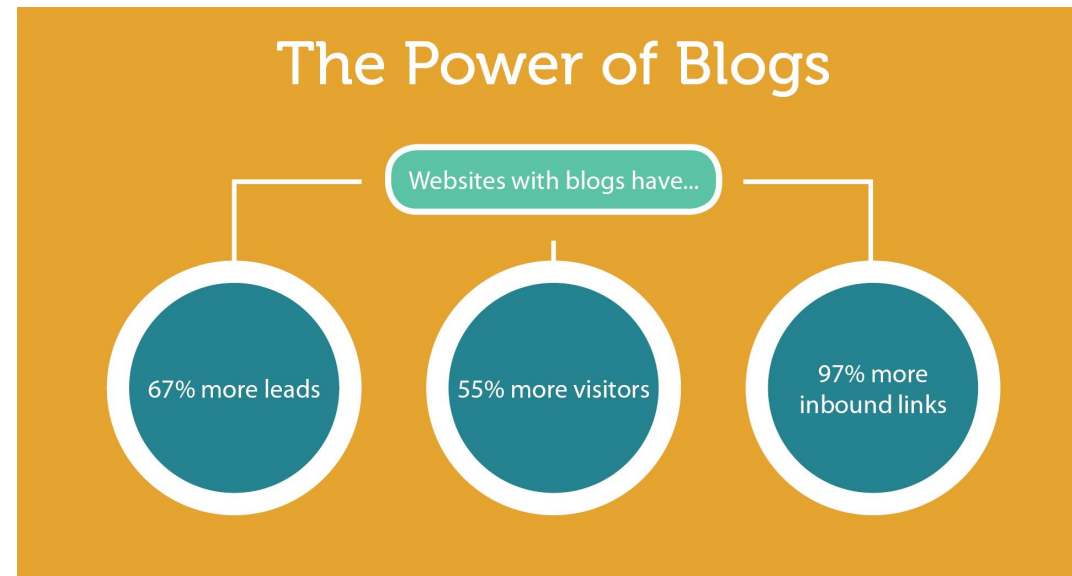 The Power of Blogs
Websites with blogs have...
67% more leads
55% more visitors
97% more
inbound links